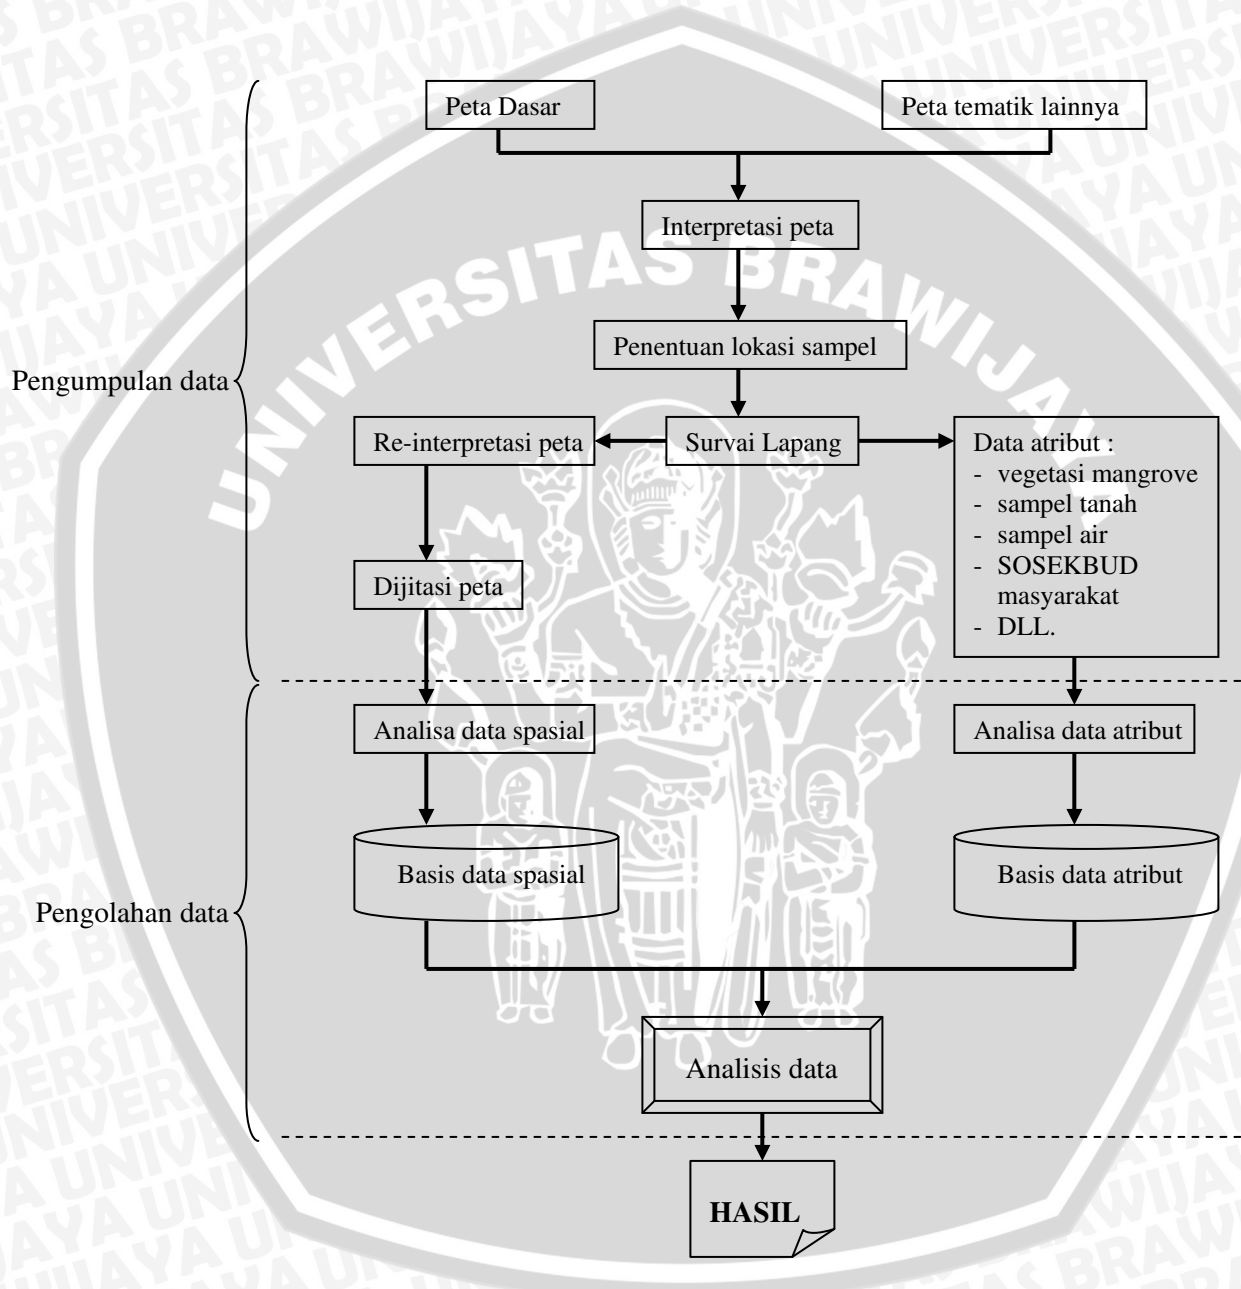 Peta Dasar
Peta tematik lainnya
Interpretasi peta
UNIVERSITAS BRAWIJAYA
Penentuan lokasi sampel
Pengumpulan data
Re-interpretasi peta
Survai Lapang
Data atribut :
- vegetasi mangrove
- sampel tanah
- sampel air
- SOSEKBUD
masyarakat
- DLL.
Dijitasi peta
Analisa data spasial
Analisa data atribut
Basis data spasial
Basis data atribut
Pengolahan data
Analisis data
HASIL